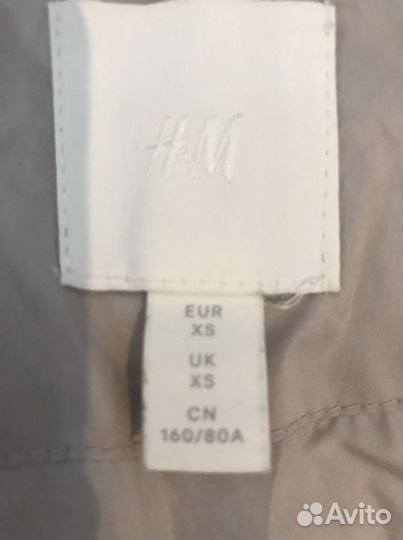 H&M
EUR
XS
UK
XS
CN
160/80A
Avito